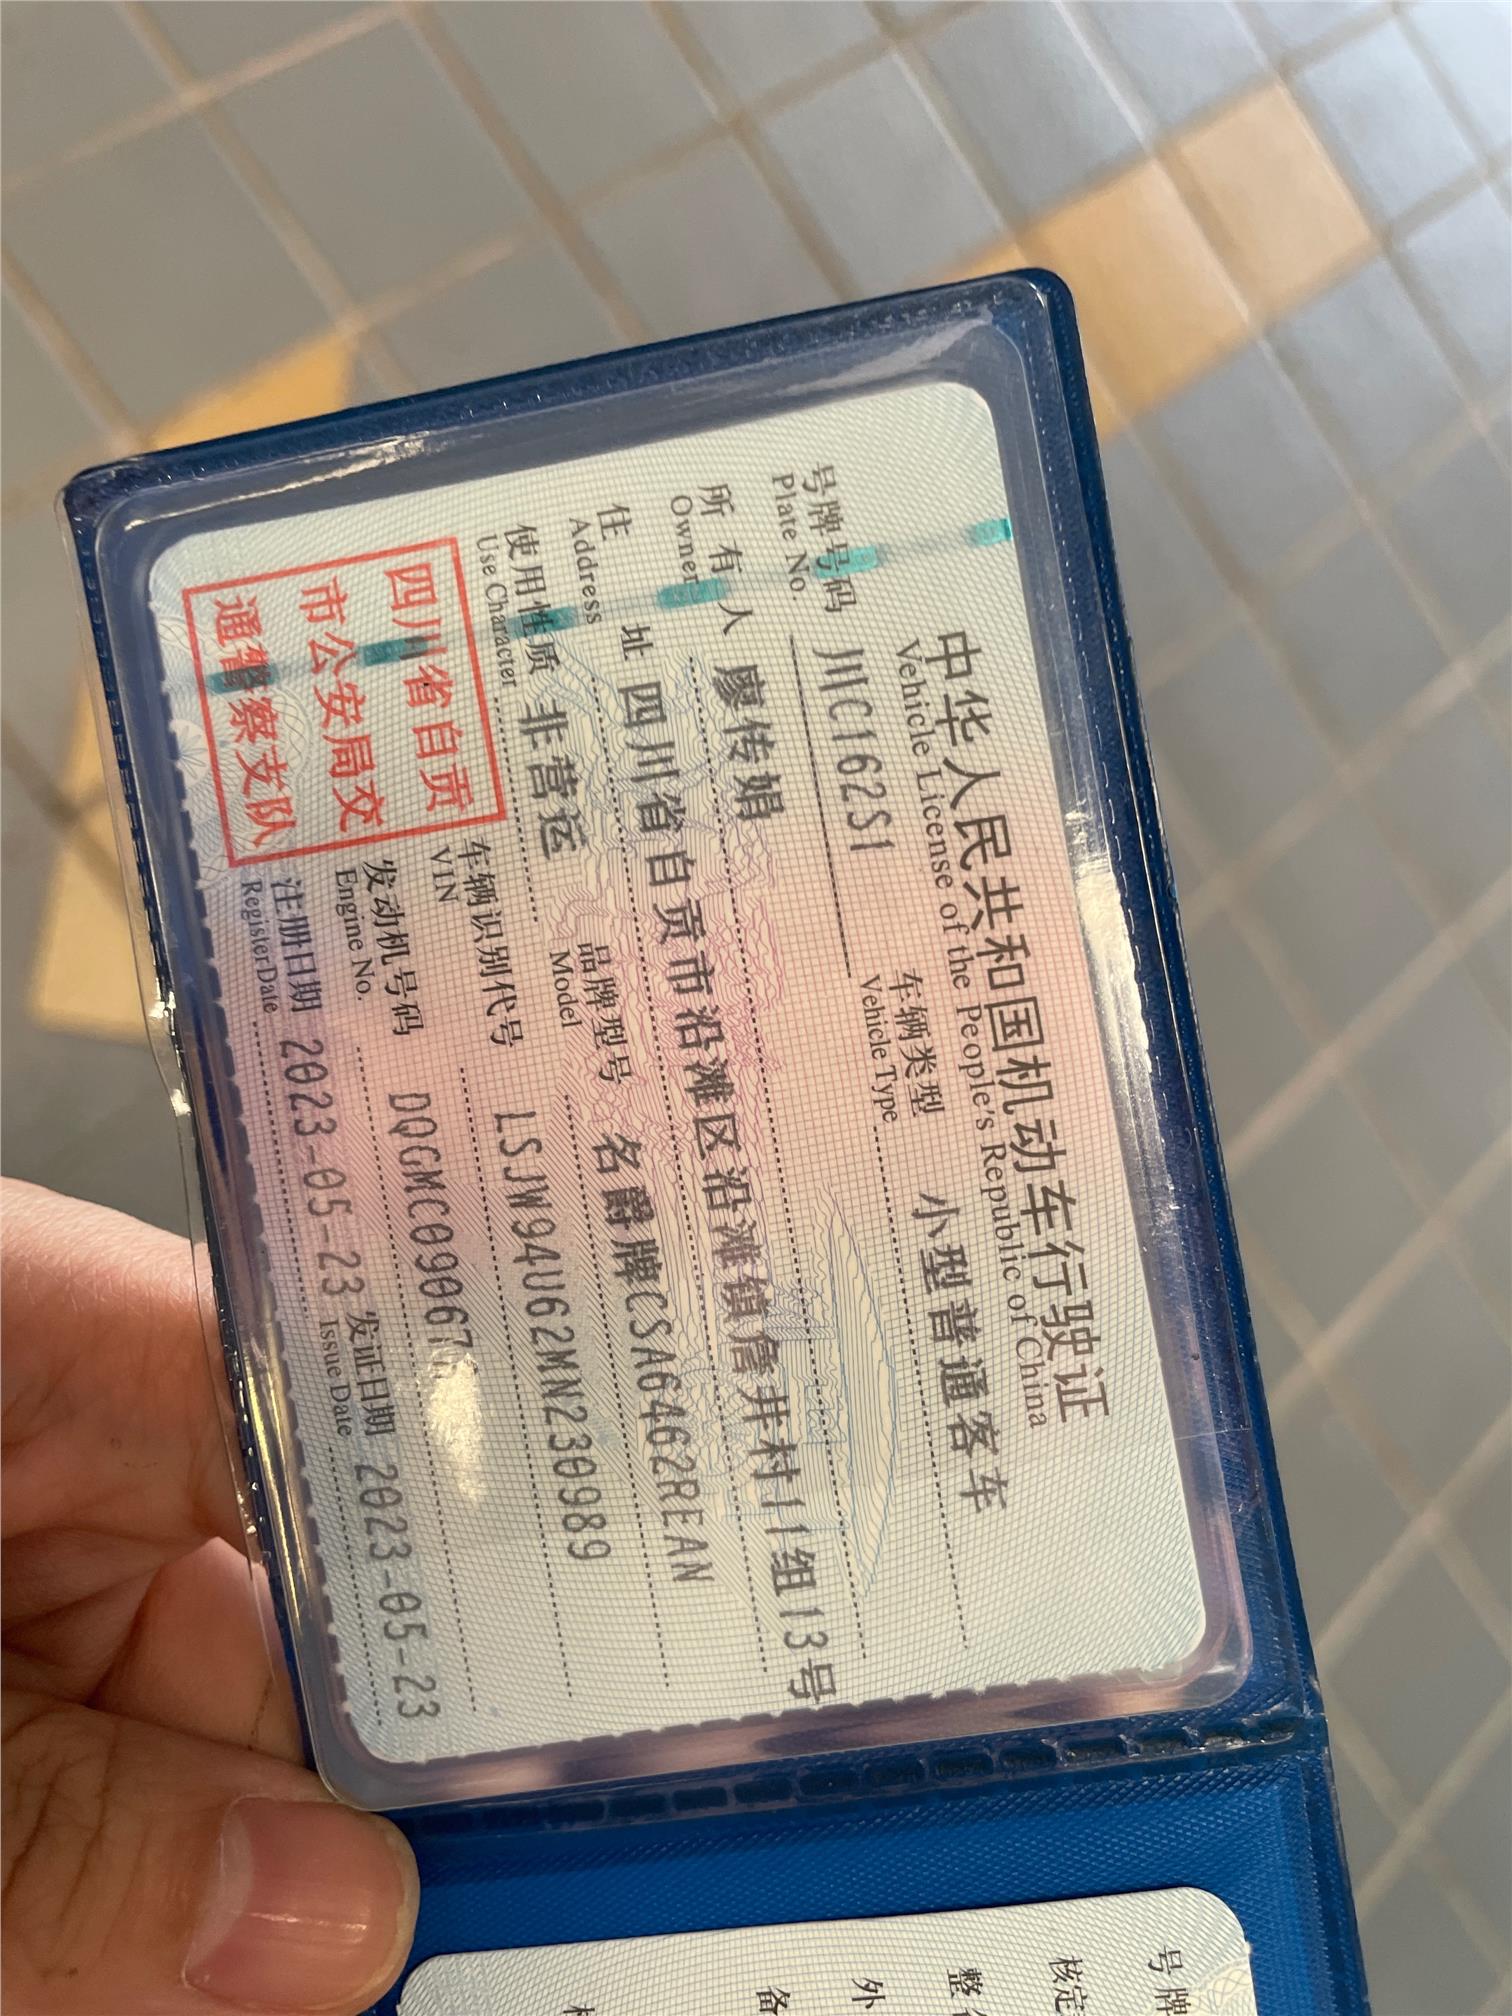 中华人民共和国机动车行驶证
Vehicle License of the People's Republic of China
号牌号码 川C162S1 车辆类型 小型普通客车
Plate No. Vehicle Type
所有人 廖传娟
Owner
住址 四川省自贡市沿滩区沿滩镇詹井村11组13号
Address
使用性质 非营运 品牌型号 名爵牌CSA6462REAN
Use Character Model
车辆识别代号 LSJW94U62MN230989
VIN
发动机号码 DQGMC09067
Engine No.
注册日期 2023-05-23 发证日期 2023-05-23
Register Date Issue Date
四川省自贡
市公安局交
通警察支队
号牌
核定
整
外
备